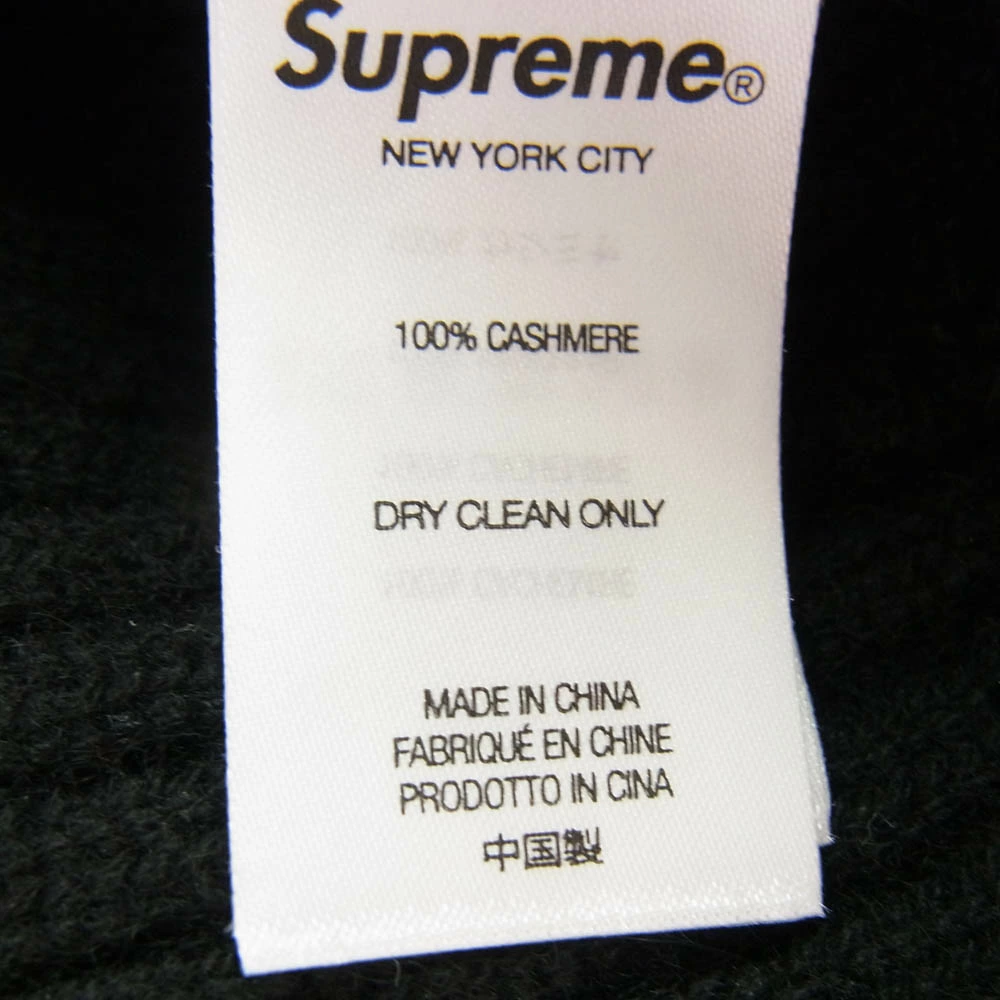 Supreme®
NEW YORK CITY
100% CASHMERE
DRY CLEAN ONLY
MADE IN CHINA
FABRIQUÉ EN CHINE
PRODOTTO IN CINA
中国製